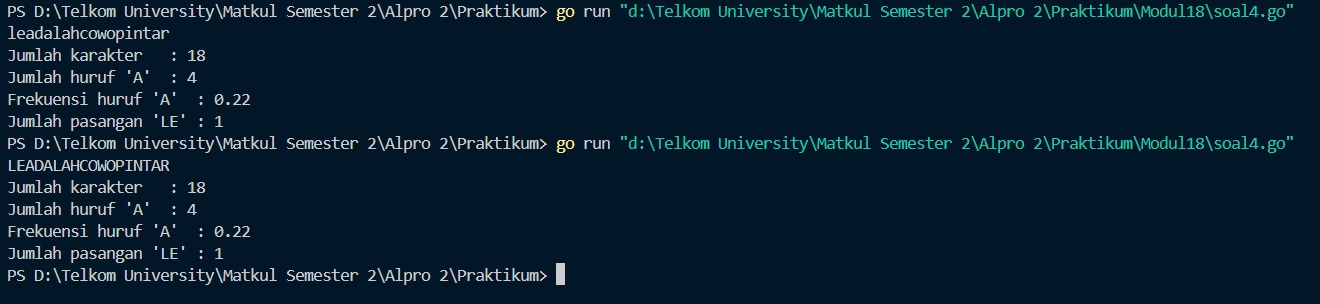 PS D:\Telkom University\Matkul Semester 2\Alpro 2\Praktikum> go run "d:\Telkom University\Matkul Semester 2\Alpro 2\Praktikum\Modul18\soal4.go"
leadalahcowopintar
Jumlah karakter   : 18
Jumlah huruf 'A'  : 4
Frekuensi huruf 'A'  : 0.22
Jumlah pasangan 'LE' : 1
PS D:\Telkom University\Matkul Semester 2\Alpro 2\Praktikum> go run "d:\Telkom University\Matkul Semester 2\Alpro 2\Praktikum\Modul18\soal4.go"
LEADALAHCOWOPINTAR
Jumlah karakter   : 18
Jumlah huruf 'A'  : 4
Frekuensi huruf 'A'  : 0.22
Jumlah pasangan 'LE' : 1
PS D:\Telkom University\Matkul Semester 2\Alpro 2\Praktikum>